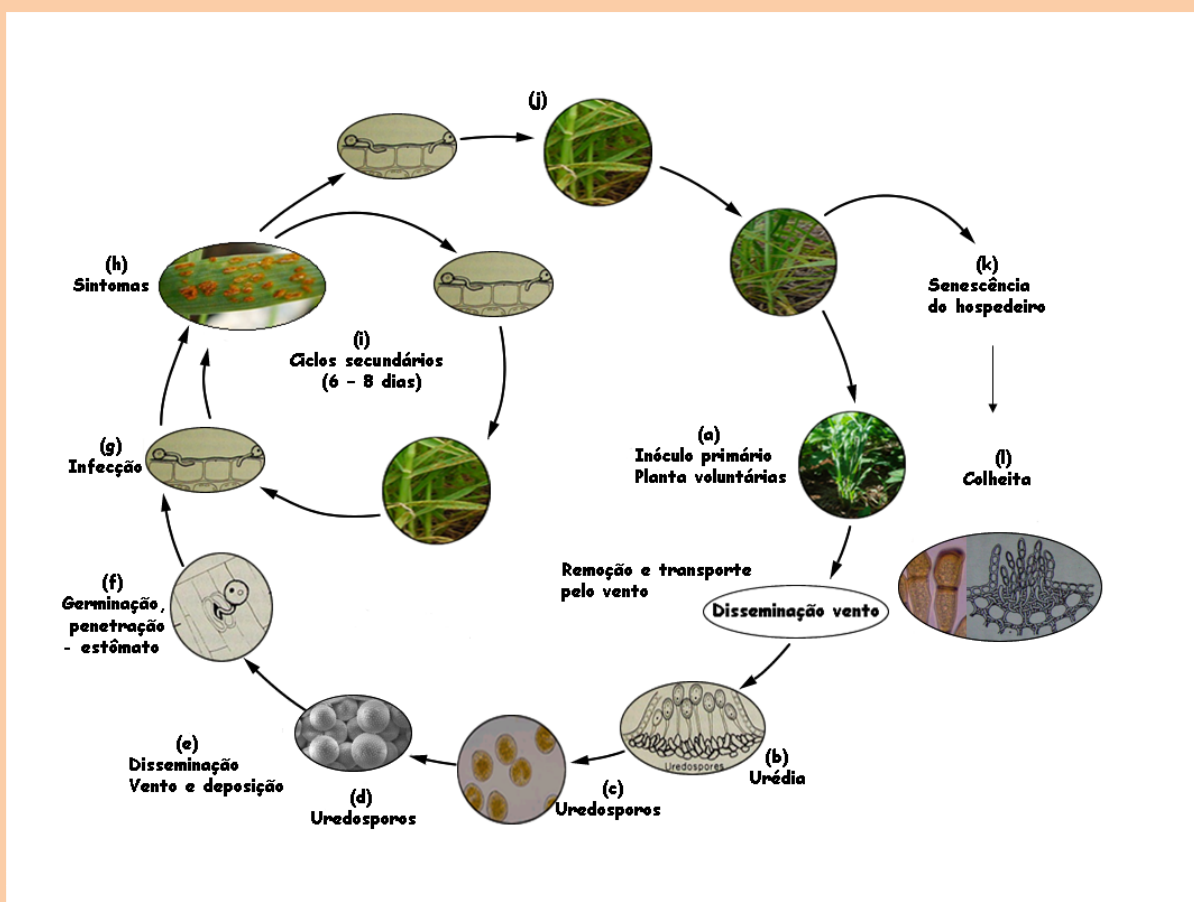 (j)
(h)
Sintomas
(k)
Senescência
do hospedeiro
(i)
Ciclos secundários
(6 - 8 dias)
(g)
Infecção
(a)
Inóculo primário
Planta voluntárias
(l)
Colheita
(f)
Germinação,
penetração
- estômato
Remoção e transporte
pelo vento
Disseminação vento
(e)
Disseminação
Vento e deposição
(d)
Uredosporos
(c)
Uredosporos
Uredospores
(b)
Urédia